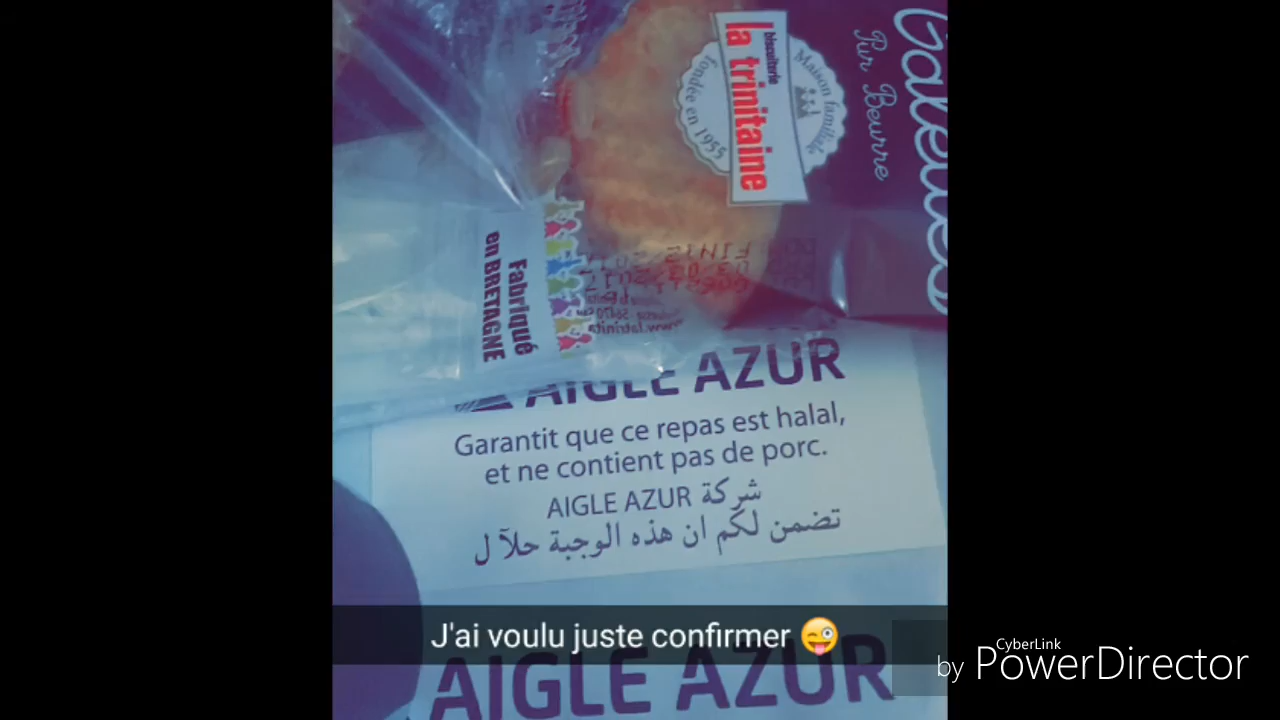 Galettes
Pur Beurre
Maison familiale
biscuiterie
la trinitaine
fondée en 1955
Fabriqué
en BRETAGNE
AIGLE AZUR
Garantit que ce repas est halal,
et ne contient pas de porc.
شركة AIGLE AZUR
تضمن لكم ان هذه الوجبة حلآ ل
J'ai voulu juste confirmer 😜
AIGLE AZUR
by CyberLink PowerDirector